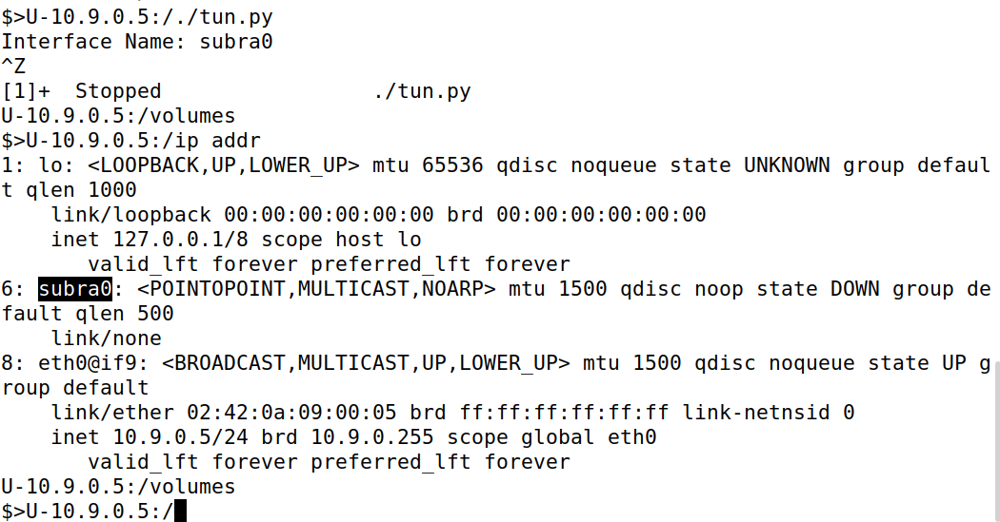 $>U-10.9.0.5:/./tun.py
Interface Name: subra0
^Z
[1]+  Stopped                 ./tun.py
U-10.9.0.5:/volumes
$>U-10.9.0.5:/ip addr
1: lo: <LOOPBACK,UP,LOWER_UP> mtu 65536 qdisc noqueue state UNKNOWN group defaul
t qlen 1000
    link/loopback 00:00:00:00:00:00 brd 00:00:00:00:00:00
    inet 127.0.0.1/8 scope host lo
       valid_lft forever preferred_lft forever
6: subra0: <POINTOPOINT,MULTICAST,NOARP> mtu 1500 qdisc noop state DOWN group de
fault qlen 500
    link/none
8: eth0@if9: <BROADCAST,MULTICAST,UP,LOWER_UP> mtu 1500 qdisc noqueue state UP g
roup default
    link/ether 02:42:0a:09:00:05 brd ff:ff:ff:ff:ff:ff link-netnsid 0
    inet 10.9.0.5/24 brd 10.9.0.255 scope global eth0
       valid_lft forever preferred_lft forever
U-10.9.0.5:/volumes
$>U-10.9.0.5:/